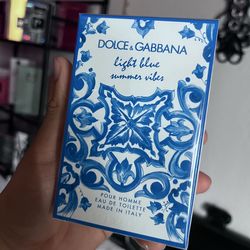 DOLCE & GABBANA
light blue
summer vibes
POUR HOMME
EAU DE TOILETTE
MADE IN ITALY